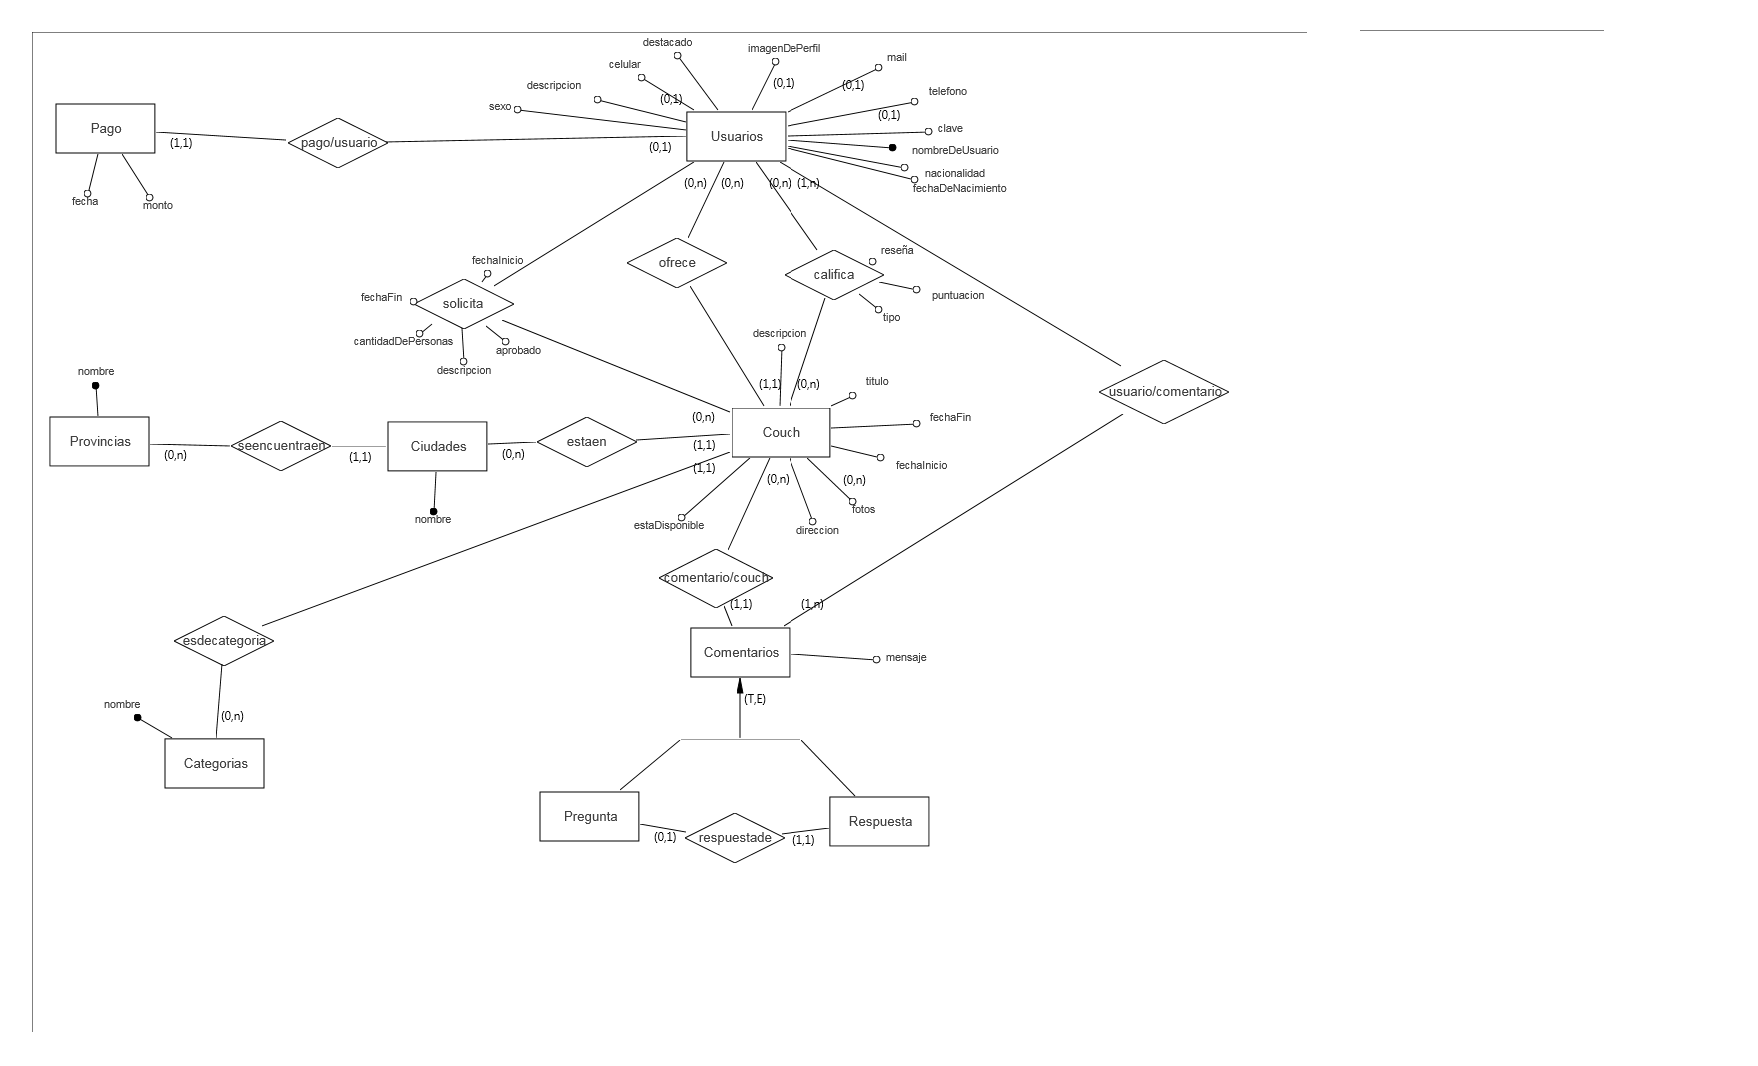 destacado
imagenDePerfil
mail
celular
(0,1)
(0,1)
descripcion
telefono
(0,1)
sexo
(0,1)
clave
Pago
Usuarios
(1,1)
pago/usuario
(0,1)
nombreDeUsuario
nacionalidad
fechaDeNacimiento
(0,n)
(0,n)
(0,n)
(1,n)
fecha
monto
reseña
fechaInicio
ofrece
califica
fechaFin
solicita
puntuacion
tipo
cantidadDePersonas
aprobado
descripcion
descripcion
nombre
(1,1)
(0,n)
titulo
usuario/comentario
(0,n)
fechaFin
Provincias
seencuentraen
Ciudades
estaen
Couch
(0,n)
(1,1)
(0,n)
(1,1)
(1,1)
fechaInicio
(0,n)
(0,n)
fotos
nombre
estaDisponible
direccion
comentario/couch
(1,1)
(1,n)
esdecategoria
Comentarios
mensaje
(T,E)
nombre
(0,n)
Categorias
Pregunta
Respuesta
(0,1)
respuestade
(1,1)